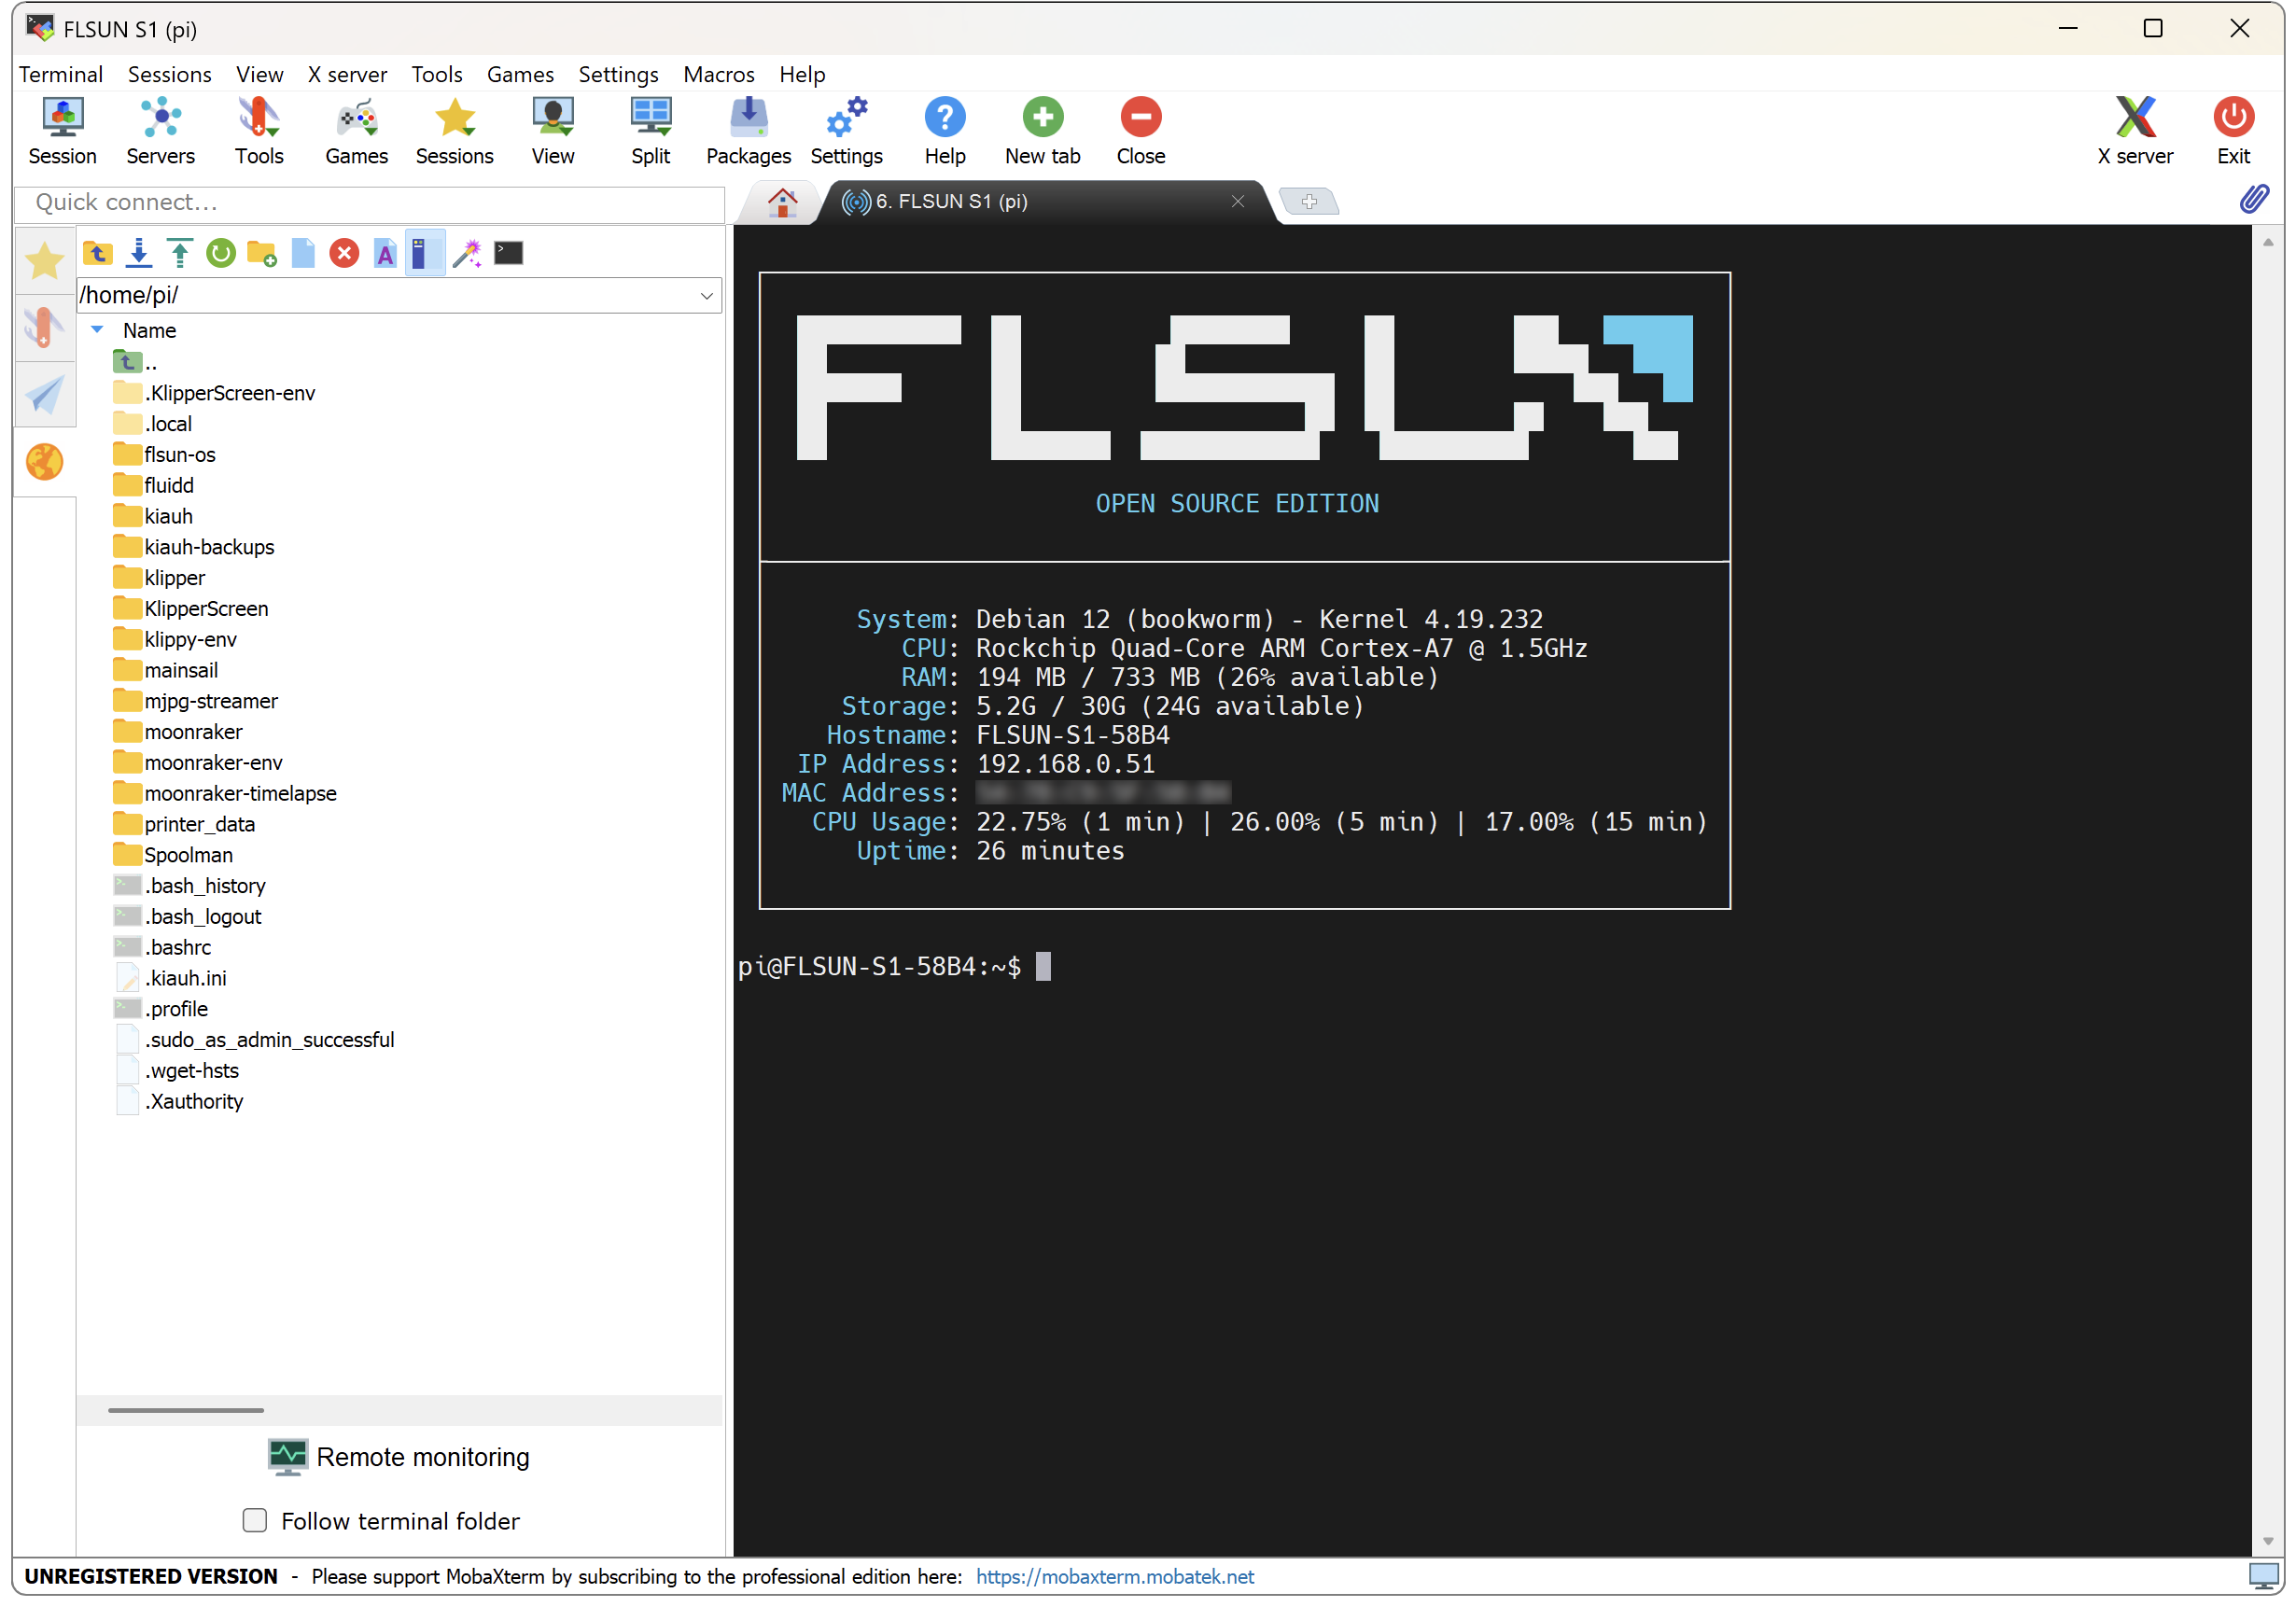 FLSUN S1 (pi)
Terminal Sessions View X server Tools Games Settings Macros Help
Session Servers Tools Games Sessions View Split Packages Settings Help New tab Close X server Exit
Quick connect...
6. FLSUN S1 (pi)
/home/pi/
Name
..
.KlipperScreen-env
.local
flsun-os
fluidd
kiauh
kiauh-backups
klipper
KlipperScreen
klippy-env
mainsail
mjpg-streamer
moonraker
moonraker-env
moonraker-timelapse
printer_data
Spoolman
.bash_history
.bash_logout
.bashrc
.kiauh.ini
.profile
.sudo_as_admin_successful
.wget-hsts
.Xauthority
Remote monitoring
Follow terminal folder
FLSUN
OPEN SOURCE EDITION
System: Debian 12 (bookworm) - Kernel 4.19.232
CPU: Rockchip Quad-Core ARM Cortex-A7 @ 1.5GHz
RAM: 194 MB / 733 MB (26% available)
Storage: 5.2G / 30G (24G available)
Hostname: FLSUN-S1-58B4
IP Address: 192.168.0.51
MAC Address:
CPU Usage: 22.75% (1 min) | 26.00% (5 min) | 17.00% (15 min)
Uptime: 26 minutes
pi@FLSUN-S1-58B4:~$
UNREGISTERED VERSION - Please support MobaXterm by subscribing to the professional edition here: https://mobaxterm.mobatek.net